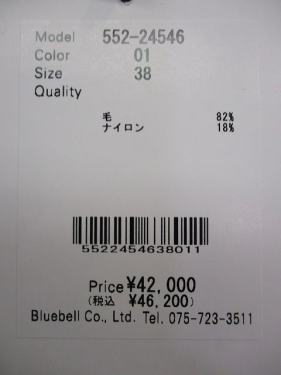 Model 552-24546
Color 01
Size 38
Quality
毛 82%
ナイロン 18%
5522454638011
Price ¥42,000
(税込 ¥46,200)
Bluebell Co., Ltd. Tel. 075-723-3511